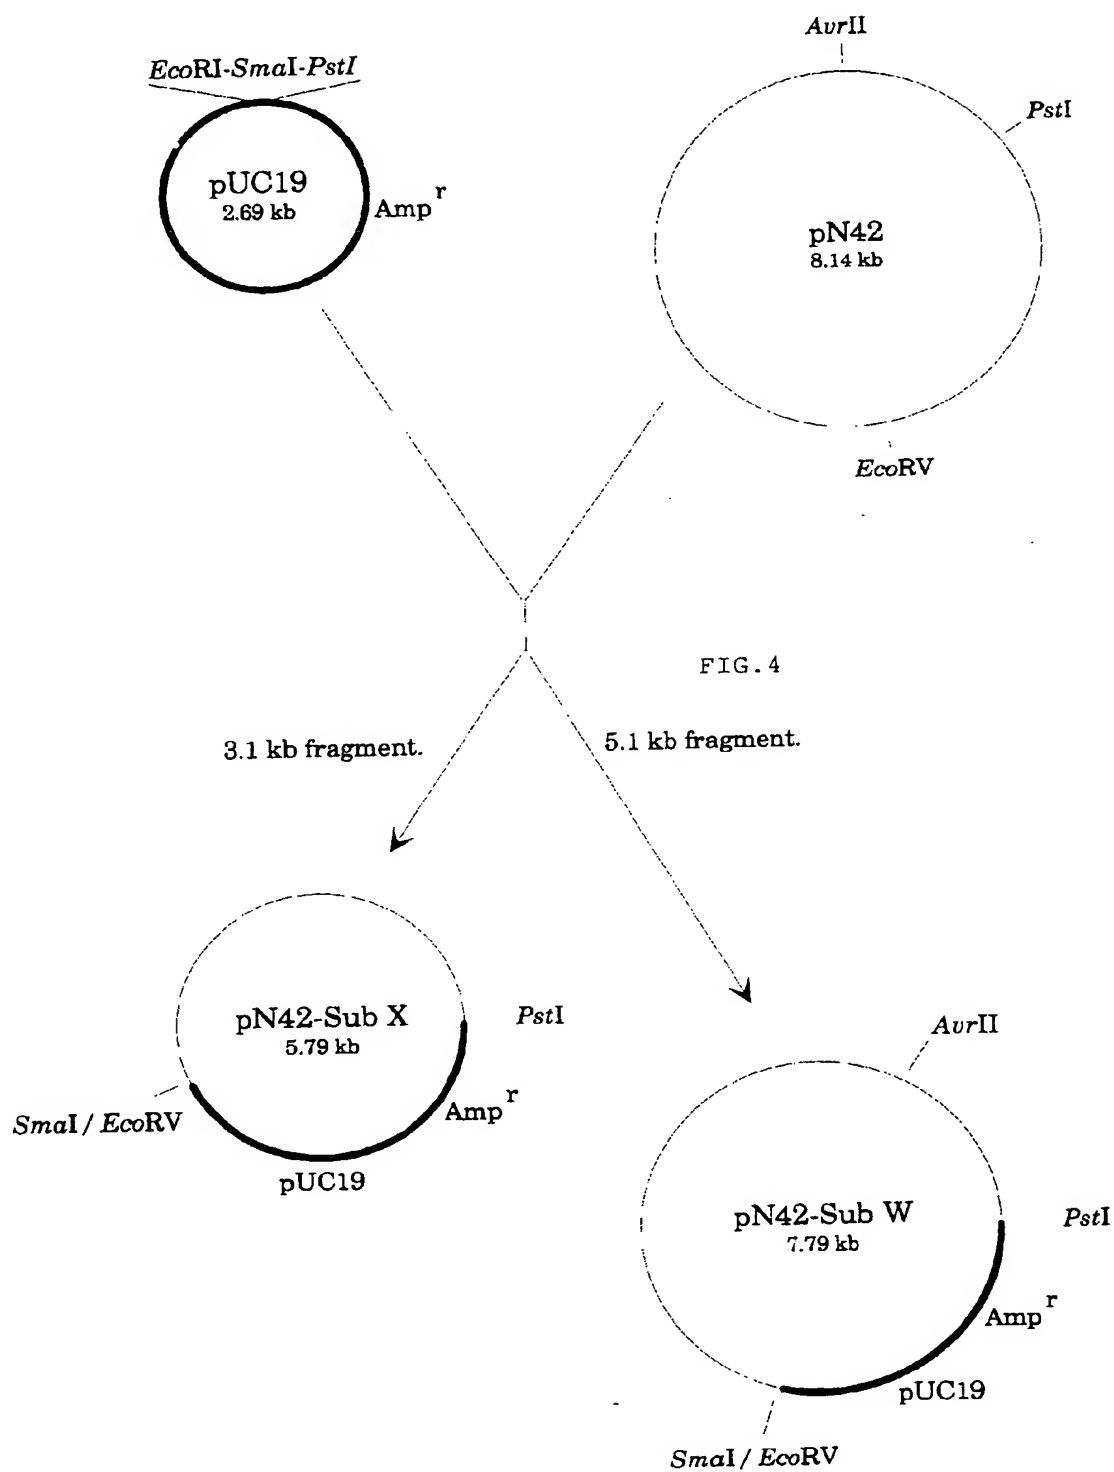 AvrII
EcoRI-SmaI-PstI
PstI
pUC19
2.69 kb
Amp r
pN42
8.14 kb
EcoRV
FIG.4
3.1 kb fragment.
5.1 kb fragment.
pN42-Sub X
5.79 kb
PstI
AvrII
SmaI/EcoRV
Amp r
pUC19
pN42-Sub W
7.79 kb
PstI
Amp r
pUC19
SmaI/EcoRV